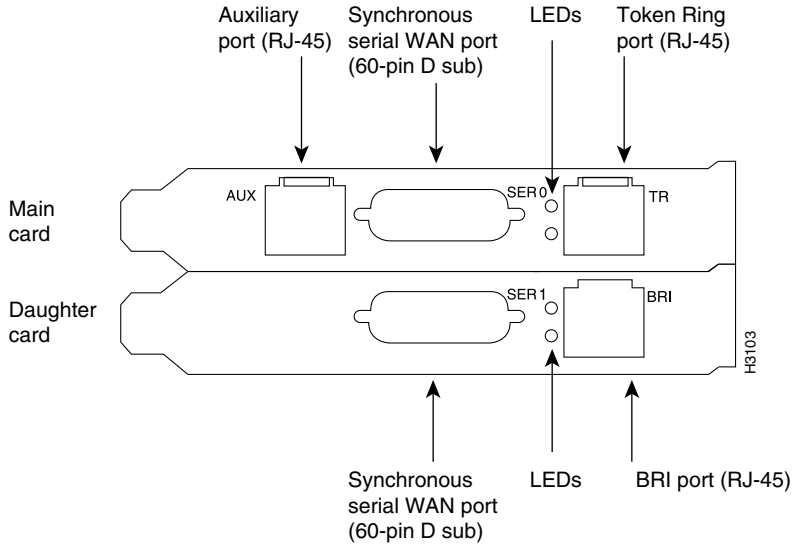 Auxiliary
port (RJ-45)
Synchronous
serial WAN port
(60-pin D sub)
LEDs
Token Ring
port (RJ-45)
Main
card
AUX
SER 0
TR
Daughter
card
SER 1
BRI
H3103
Synchronous
serial WAN port
(60-pin D sub)
LEDs
BRI port (RJ-45)